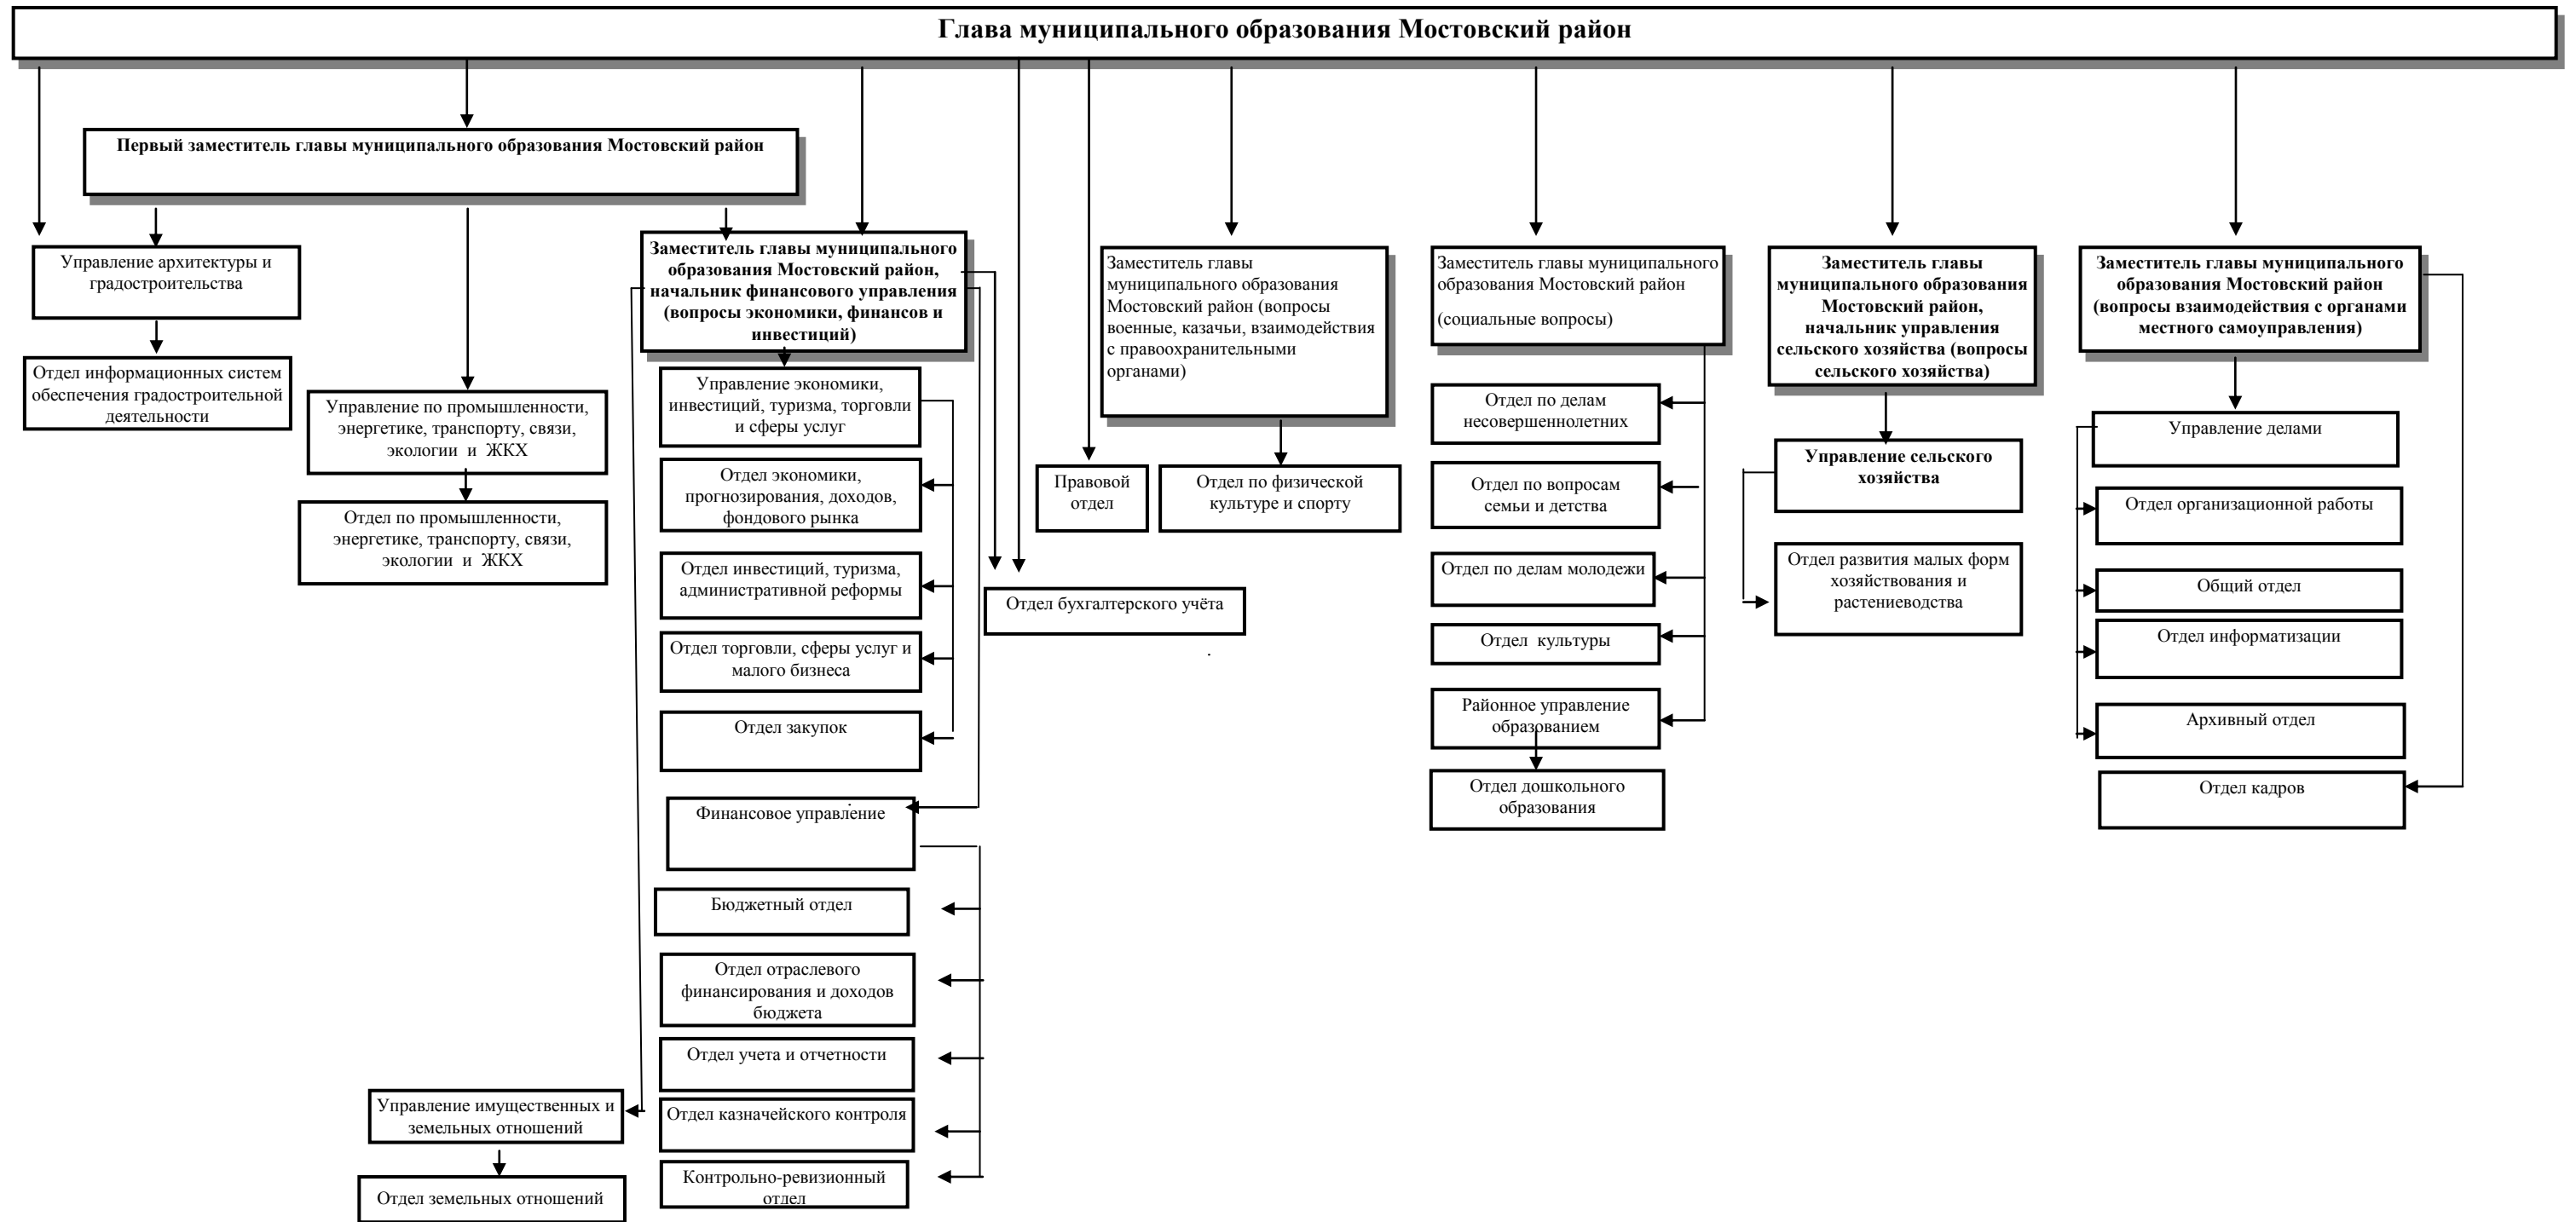 Глава муниципального образования Мостовский район
Первый заместитель главы муниципального образования Мостовский район
Управление архитектуры и
градостроительства
Отдел информационных систем
обеспечения градостроительной
деятельности
Управление по промышленности,
энергетике, транспорту, связи,
экологии и ЖКХ
Отдел по промышленности,
энергетике, транспорту, связи,
экологии и ЖКХ
Заместитель главы муниципального
образования Мостовский район,
начальник финансового управления
(вопросы экономики, финансов и
инвестиций)
Управление экономики,
инвестиций, туризма, торговли
и сферы услуг
Отдел экономики,
прогнозирования, доходов,
фондового рынка
Отдел инвестиций, туризма,
административной реформы
Отдел торговли, сферы услуг и
малого бизнеса
Отдел закупок
Финансовое управление
Бюджетный отдел
Отдел отраслевого
финансирования и доходов
бюджета
Отдел учета и отчетности
Отдел казначейского контроля
Контрольно-ревизионный
отдел
Управление имущественных и
земельных отношений
Отдел земельных отношений
Правовой
отдел
Отдел бухгалтерского учёта
Заместитель главы
муниципального образования
Мостовский район (вопросы
военные, казачьи, взаимодействия
с правоохранительными
органами)
Отдел по физической
культуре и спорту
Заместитель главы муниципального
образования Мостовский район
(социальные вопросы)
Отдел по делам
несовершеннолетних
Отдел по вопросам
семьи и детства
Отдел по делам молодежи
Отдел культуры
Районное управление
образованием
Отдел дошкольного
образования
Заместитель главы
муниципального образования
Мостовский район,
начальник управления
сельского хозяйства (вопросы
сельского хозяйства)
Управление сельского
хозяйства
Отдел развития малых форм
хозяйствования и
растениеводства
Заместитель главы муниципального
образования Мостовский район
(вопросы взаимодействия с органами
местного самоуправления)
Управление делами
Отдел организационной работы
Общий отдел
Отдел информатизации
Архивный отдел
Отдел кадров